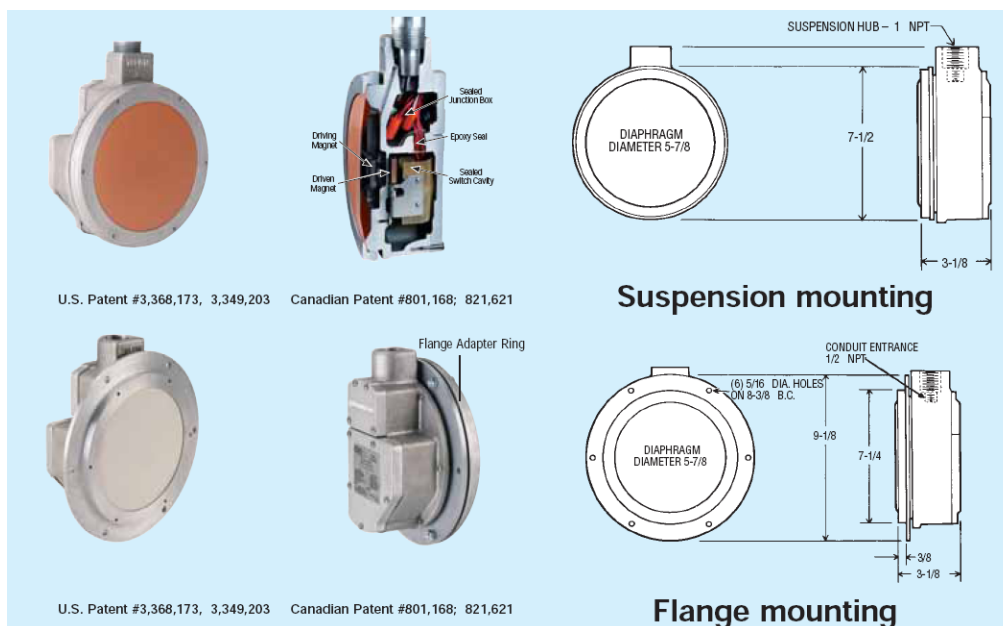 SUSPENSION HUB – 1 NPT
Sealed
Junction Box
Driving
Magnet
Epoxy Seal
Driven
Magnet
Sealed
Switch Cavity
DIAPHRAGM
DIAMETER 5-7/8
7-1/2
3-1/8
U.S. Patent #3,368,173, 3,349,203
Canadian Patent #801,168; 821,621
Suspension mounting
Flange Adapter Ring
CONDUIT ENTRANCE
1/2 NPT
(6) 5/16 DIA. HOLES
ON 8-3/8 B.C.
9-1/8
7-1/4
DIAPHRAGM
DIAMETER 5-7/8
3/8
3-1/8
U.S. Patent #3,368,173, 3,349,203
Canadian Patent #801,168; 821,621
Flange mounting